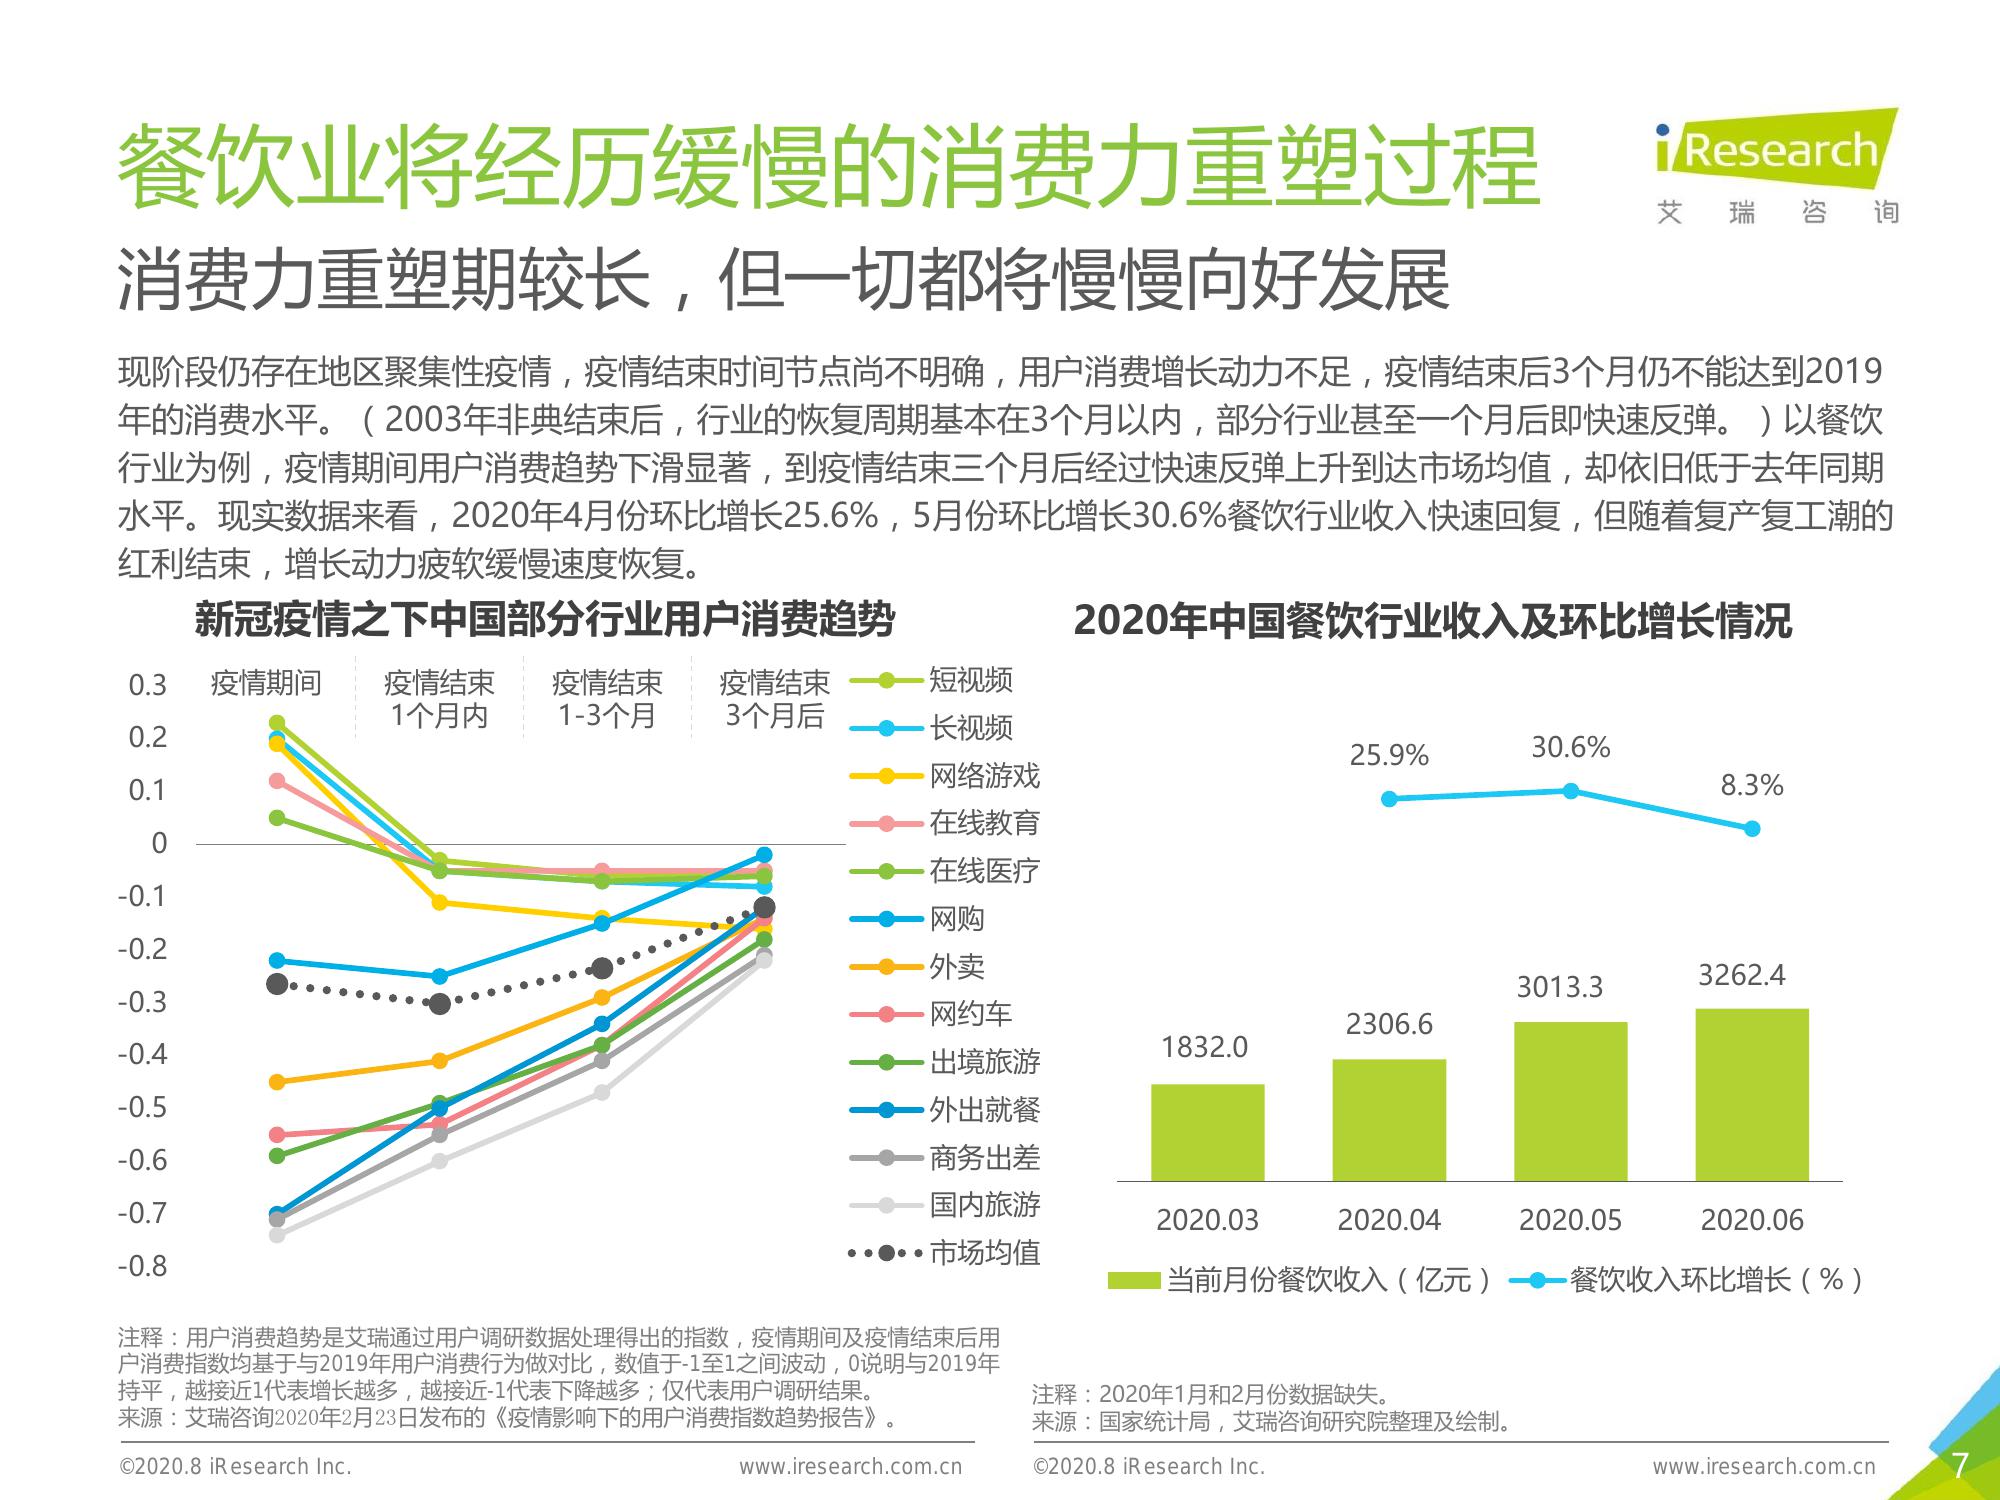 餐饮业将经历缓慢的消费力重塑过程
iResearch
艾 瑞 咨 询
消费力重塑期较长，但一切都将慢慢向好发展
现阶段仍存在地区聚集性疫情，疫情结束时间节点尚不明确，用户消费增长动力不足，疫情结束后3个月仍不能达到2019
年的消费水平。（2003年非典结束后，行业的恢复周期基本在3个月以内，部分行业甚至一个月后即快速反弹。）以餐饮
行业为例，疫情期间用户消费趋势下滑显著，到疫情结束三个月后经过快速反弹上升到达市场均值，却依旧低于去年同期
水平。现实数据来看，2020年4月份环比增长25.6%，5月份环比增长30.6%餐饮行业收入快速回复，但随着复产复工潮的
红利结束，增长动力疲软缓慢速度恢复。
新冠疫情之下中国部分行业用户消费趋势
0.3
0.2
0.1
0
-0.1
-0.2
-0.3
-0.4
-0.5
-0.6
-0.7
-0.8
疫情期间
疫情结束
1个月内
疫情结束
1-3个月
疫情结束
3个月后
短视频
长视频
网络游戏
在线教育
在线医疗
网购
外卖
网约车
出境旅游
外出就餐
商务出差
国内旅游
市场均值
注释：用户消费趋势是艾瑞通过用户调研数据处理得出的指数，疫情期间及疫情结束后用
户消费指数均基于与2019年用户消费行为做对比，数值于-1至1之间波动，0说明与2019年
持平，越接近1代表增长越多，越接近-1代表下降越多；仅代表用户调研结果。
来源：艾瑞咨询2020年2月23日发布的《疫情影响下的用户消费指数趋势报告》。
©2020.8 iResearch Inc.
www.iresearch.com.cn
2020年中国餐饮行业收入及环比增长情况
25.9%
30.6%
8.3%
1832.0
2306.6
3013.3
3262.4
2020.03
2020.04
2020.05
2020.06
当前月份餐饮收入（亿元）
餐饮收入环比增长（%）
注释：2020年1月和2月份数据缺失。
来源：国家统计局，艾瑞咨询研究院整理及绘制。
©2020.8 iResearch Inc.
www.iresearch.com.cn
7